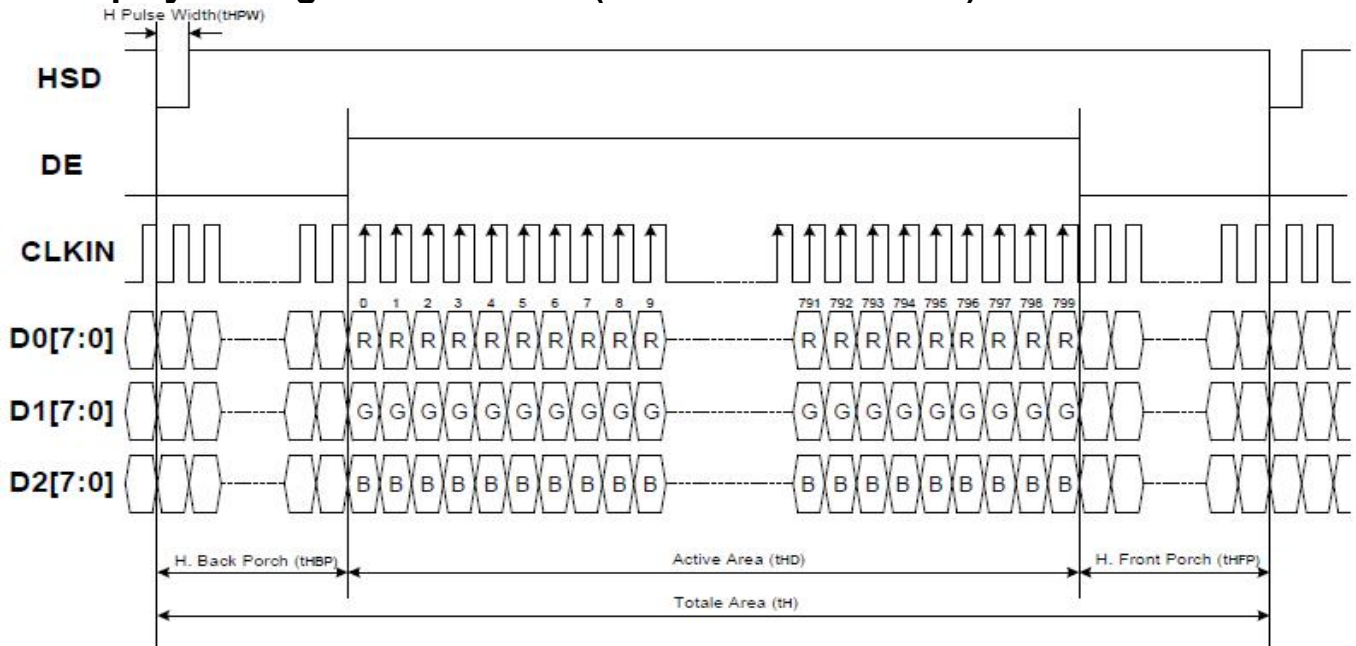 H Pulse Width(tHPW)
HSD
DE
CLKIN
0 1 2 3 4 5 6 7 8 9 791 792 793 794 795 796 797 798 799
D0[7:0] R R R R R R R R R R R R R R R R R R R
D1[7:0] G G G G G G G G G G G G G G G G G G G
D2[7:0] B B B B B B B B B B B B B B B B B B B
H. Back Porch (tHBP) Active Area (tHD) H. Front Porch (tHFP)
Totale Area (tH)